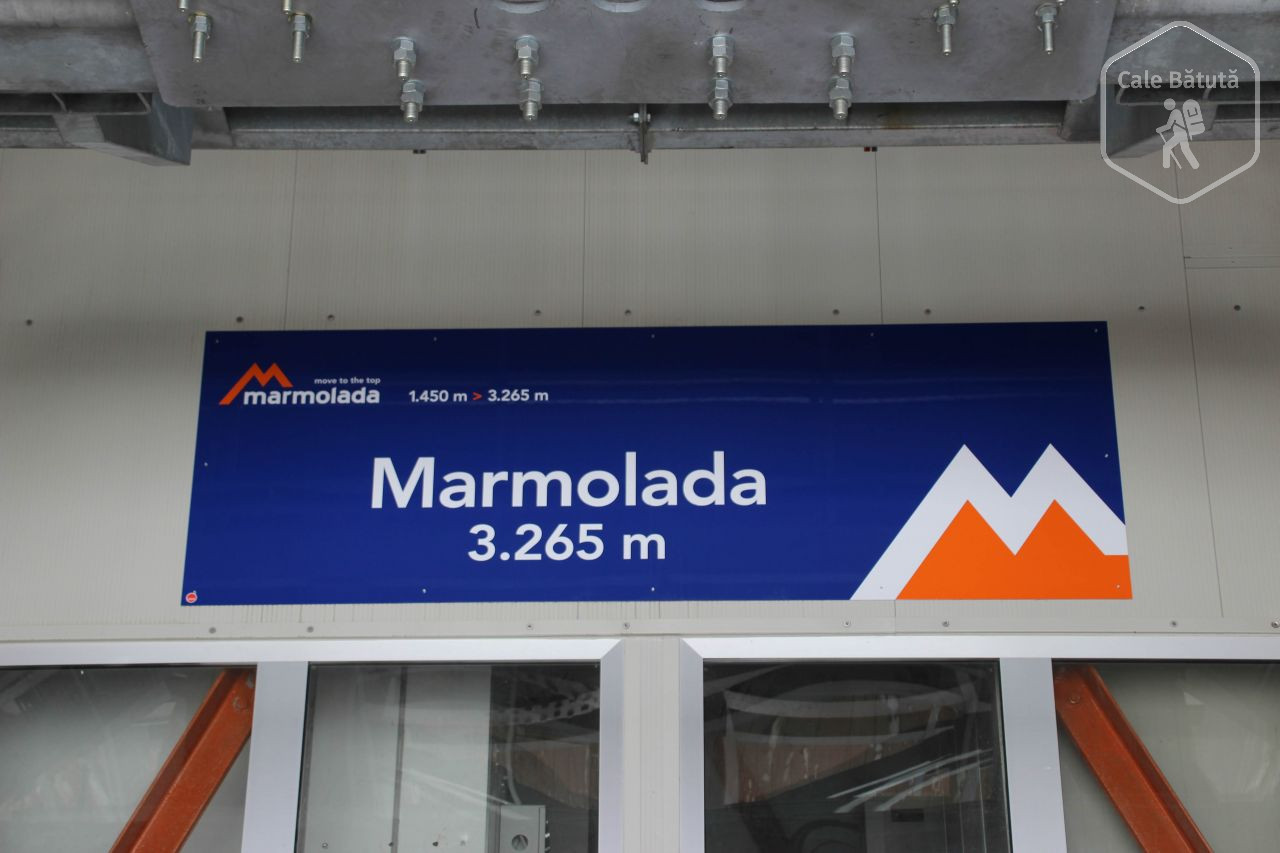 Cale Bătută
move to the top
marmolada 1.450 m > 3.265 m
Marmolada
3.265 m